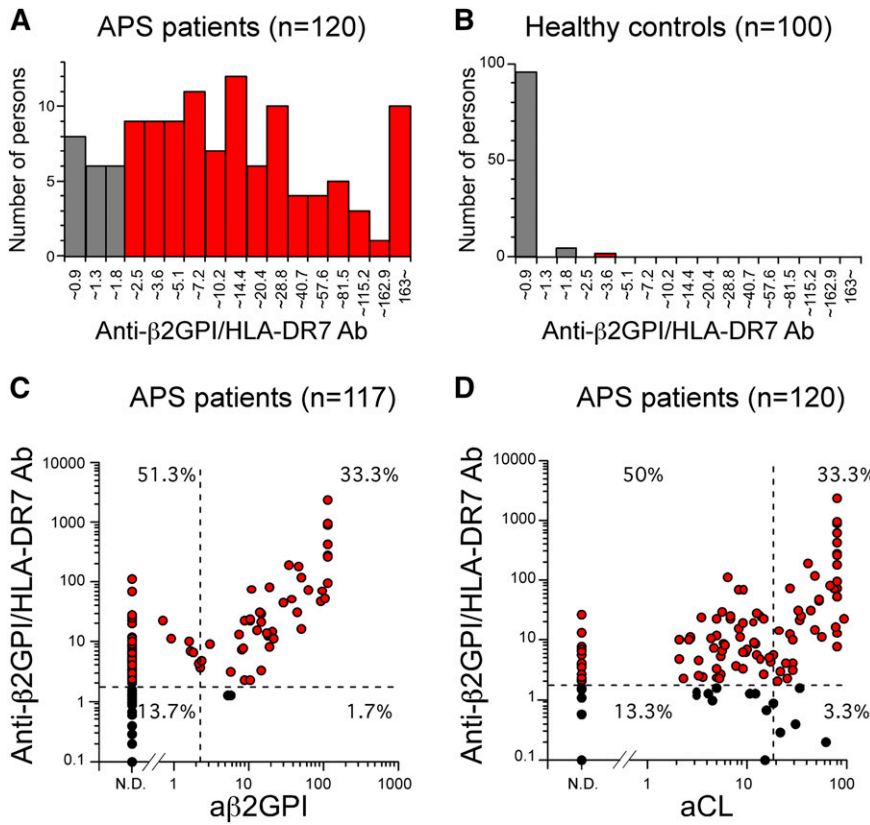 A APS patients (n=120)
Number of persons
10
5
0
~0.9 ~1.3 ~1.8 ~2.5 ~3.6 ~5.1 ~7.2 ~10.2 ~14.4 ~20.4 ~28.8 ~40.7 ~57.6 ~81.5 ~115.2 ~162.9 163~
Anti-β2GPI/HLA-DR7 Ab
B Healthy controls (n=100)
Number of persons
100
50
0
~0.9 ~1.3 ~1.8 ~2.5 ~3.6 ~5.1 ~7.2 ~10.2 ~14.4 ~20.4 ~28.8 ~40.7 ~57.6 ~81.5 ~115.2 ~162.9 163~
Anti-β2GPI/HLA-DR7 Ab
C APS patients (n=117)
Anti-β2GPI/HLA-DR7 Ab
10000
1000
100
10
1
0.1
51.3% 33.3%
13.7% 1.7%
N.D. 1 10 100 1000
aβ2GPI
D APS patients (n=120)
Anti-β2GPI/HLA-DR7 Ab
10000
1000
100
10
1
0.1
50% 33.3%
13.3% 3.3%
N.D. 1 10 100
aCL